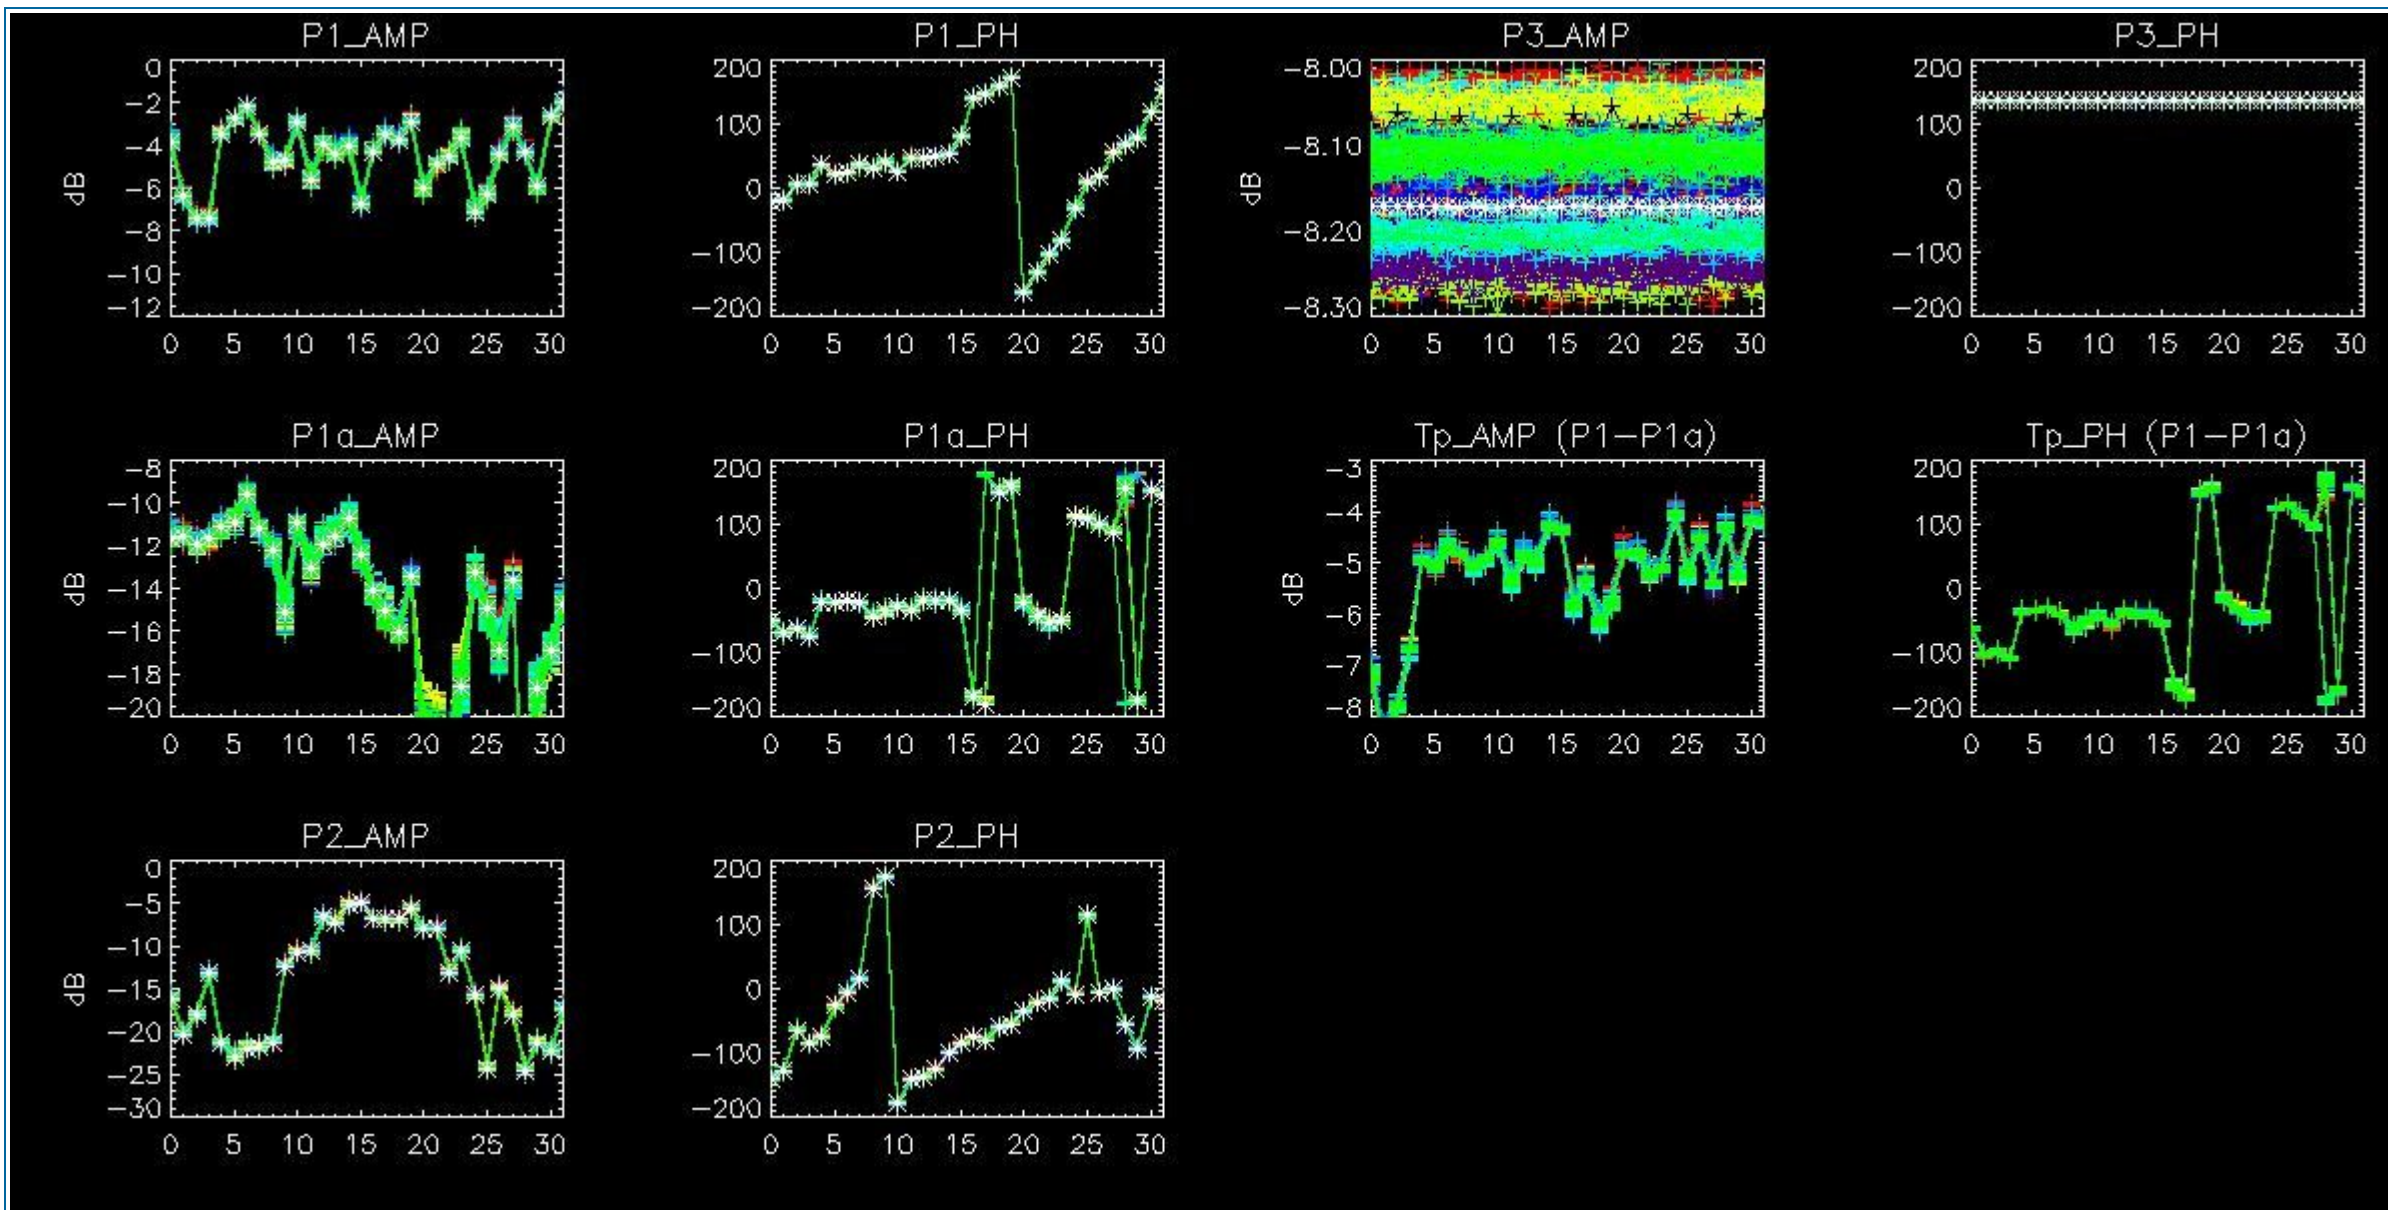 P1_AMP P1_PH P3_AMP P3_PH
0 200 -8.00 200
-2 100 -8.10 100
-4 0 -8.20 0
-6 -100 -8.30 -100
-8 -200 -200
-10
-12
dB dB
0 5 10 15 20 25 30 0 5 10 15 20 25 30 0 5 10 15 20 25 30 0 5 10 15 20 25 30
P1a_AMP P1a_PH Tp_AMP (P1-P1a) Tp_PH (P1-P1a)
-8 200 -3 200
-10 100 -4 100
-12 0 -5 0
-14 -100 -6 -100
-16 -200 -7 -200
-18 -8
-20
dB dB
0 5 10 15 20 25 30 0 5 10 15 20 25 30 0 5 10 15 20 25 30 0 5 10 15 20 25 30
P2_AMP P2_PH
0 200
-5 100
-10 0
-15 -100
-20 -200
-25
-30
dB
0 5 10 15 20 25 30 0 5 10 15 20 25 30